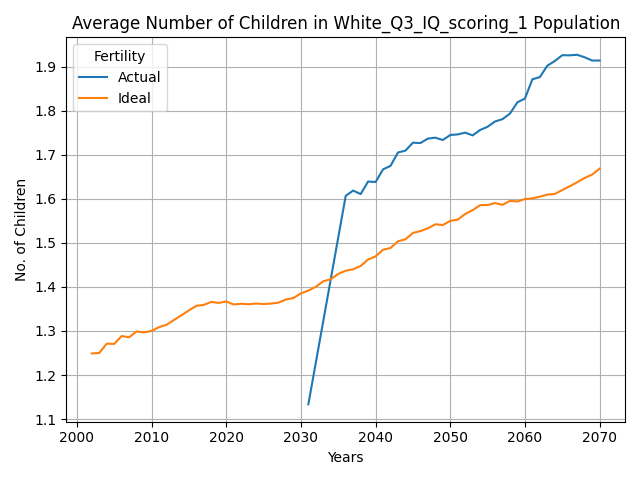 Average Number of Children in White_Q3_IQ_scoring_1 Population
Fertility
Actual
Ideal
No. of Children
1.9
1.8
1.7
1.6
1.5
1.4
1.3
1.2
1.1
2000 2010 2020 2030 2040 2050 2060 2070
Years